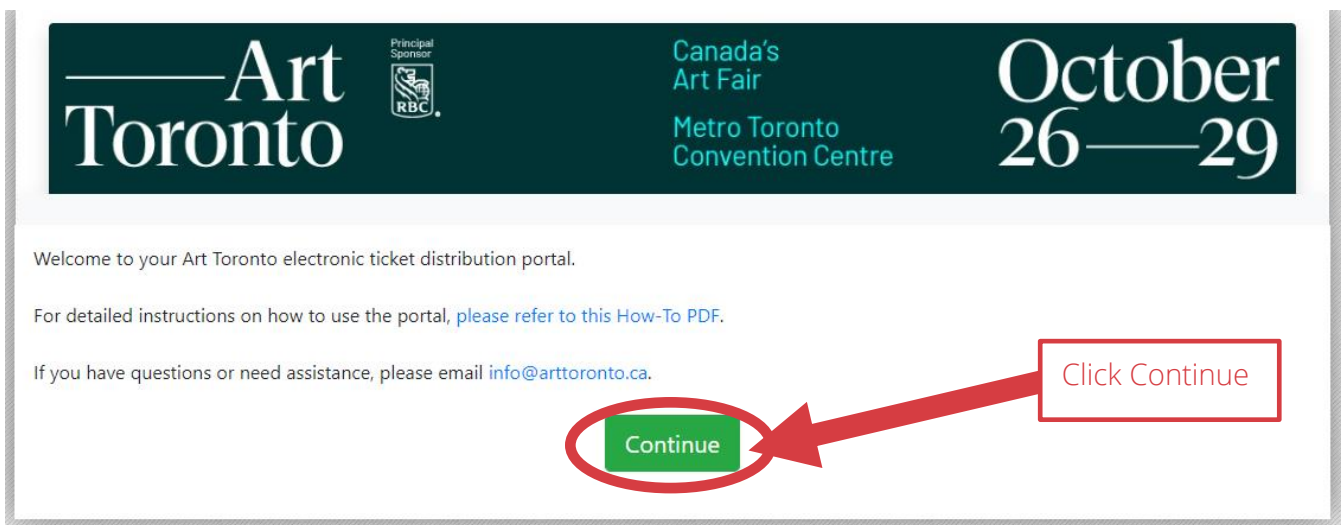 Art
Toronto
Principal
Sponsor
RBC®
Canada's
Art Fair
Metro Toronto
Convention Centre
October
26—29
Welcome to your Art Toronto electronic ticket distribution portal.
For detailed instructions on how to use the portal, please refer to this How-To PDF.
If you have questions or need assistance, please email info@arttoronto.ca.
Click Continue
Continue